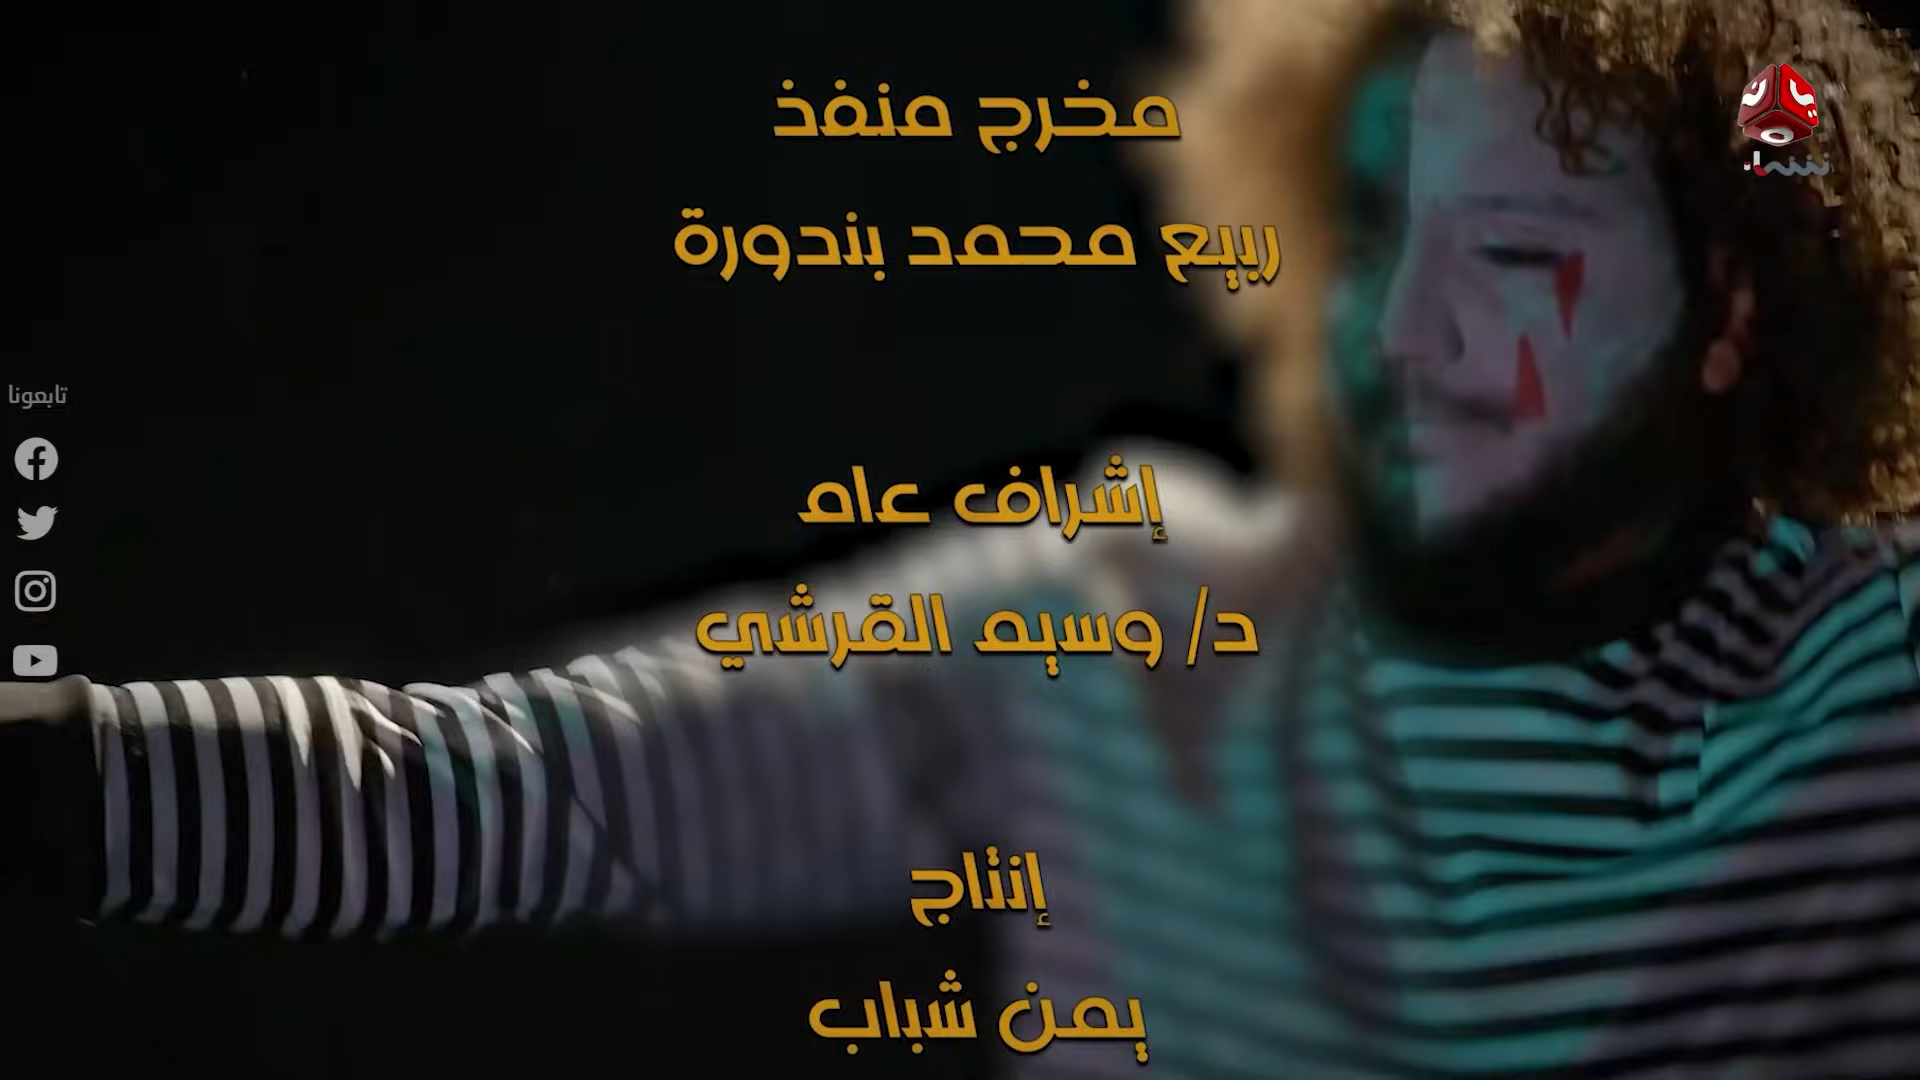 مخرج منفذ
ربيع محمد بندورة
إشراف عام
د/ وسيم القرشي
إنتاج
يمن شباب
تابعونا